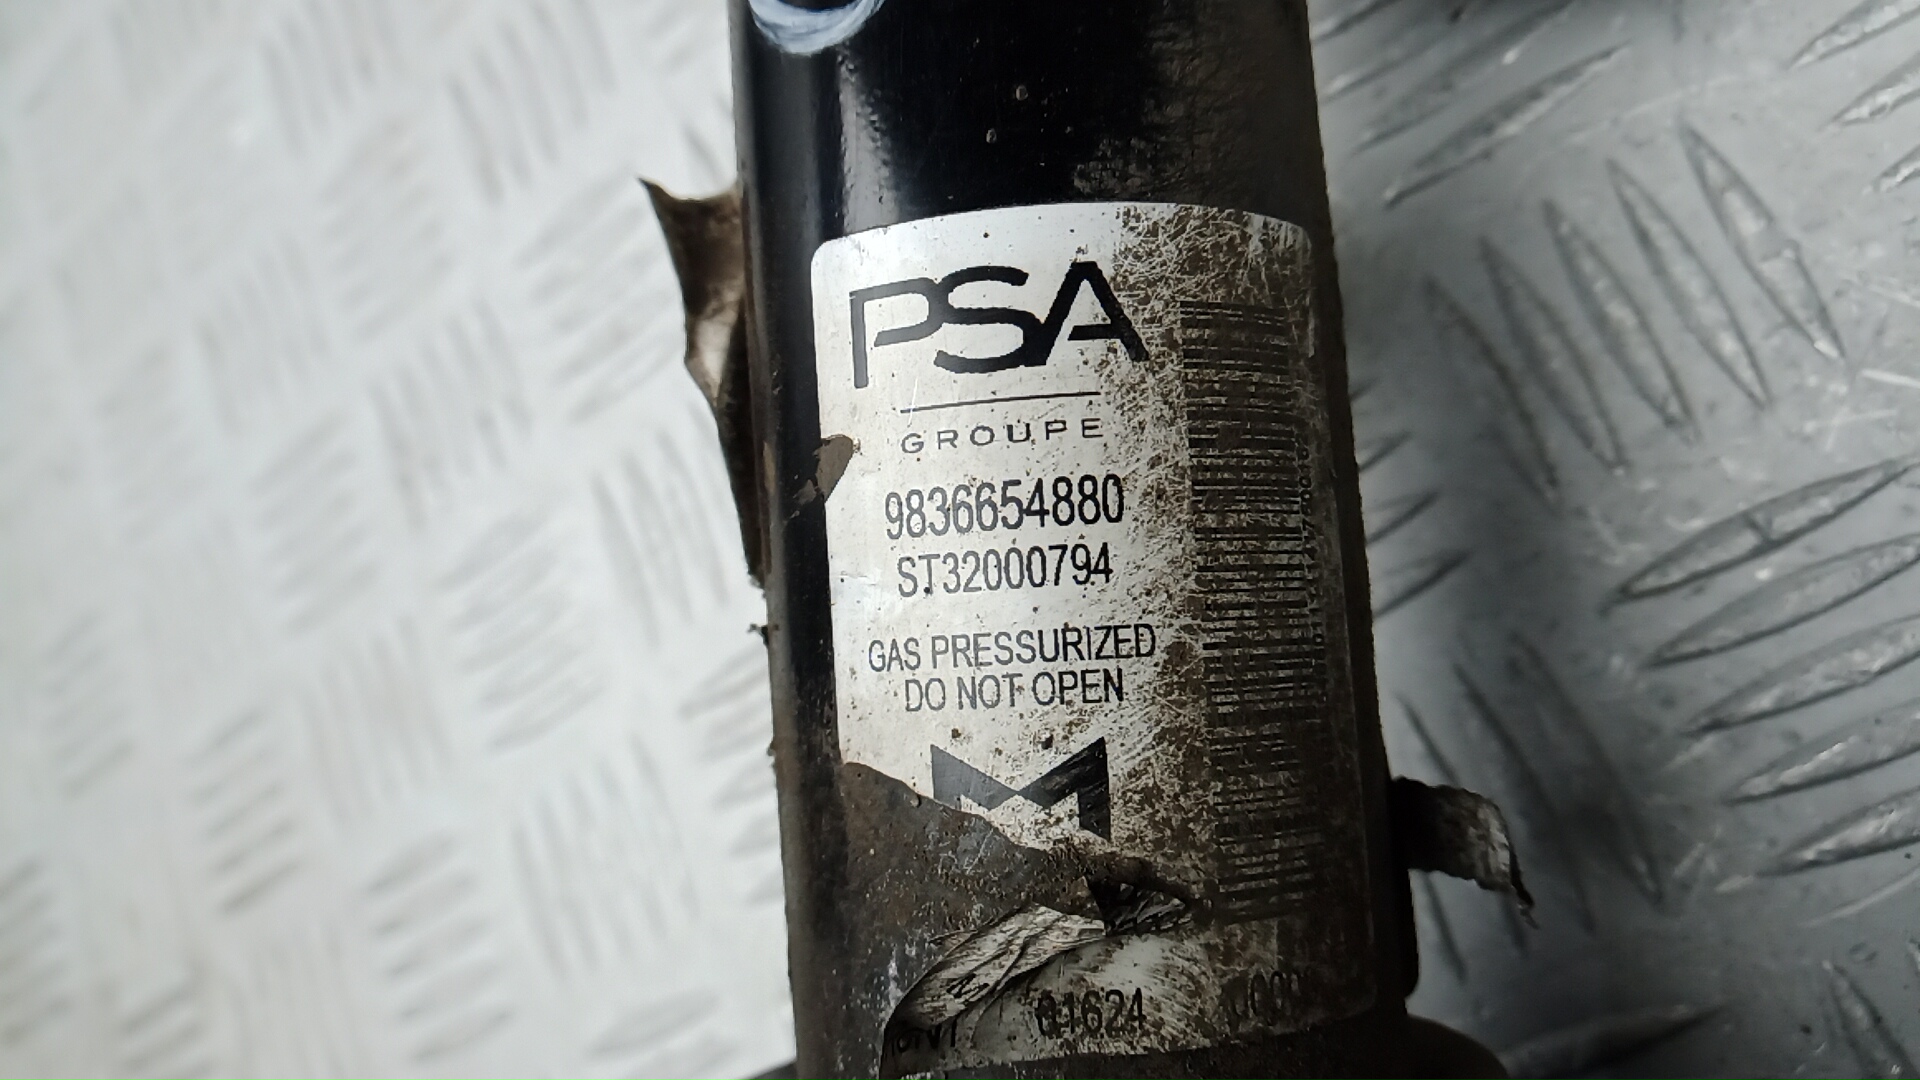 PSA
GROUPE
9836654880
ST32000794
GAS PRESSURIZED
DO NOT OPEN
01624